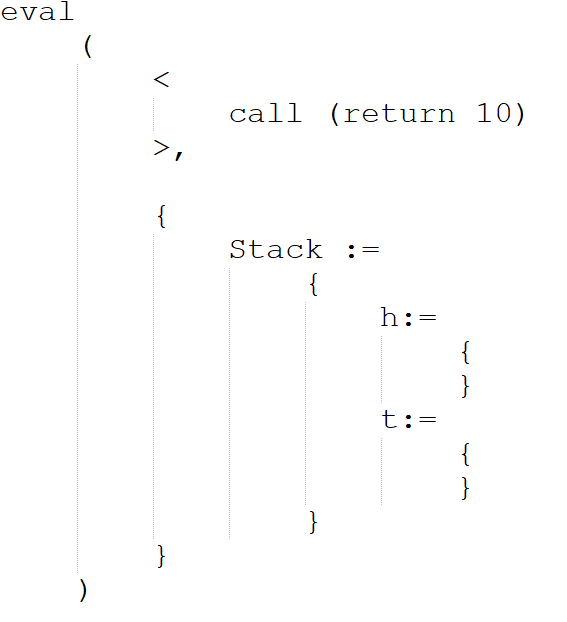 eval
(
<
call (return 10)
>,
{
Stack :=
{
h:=
{
}
t:=
{
}
}
}
)